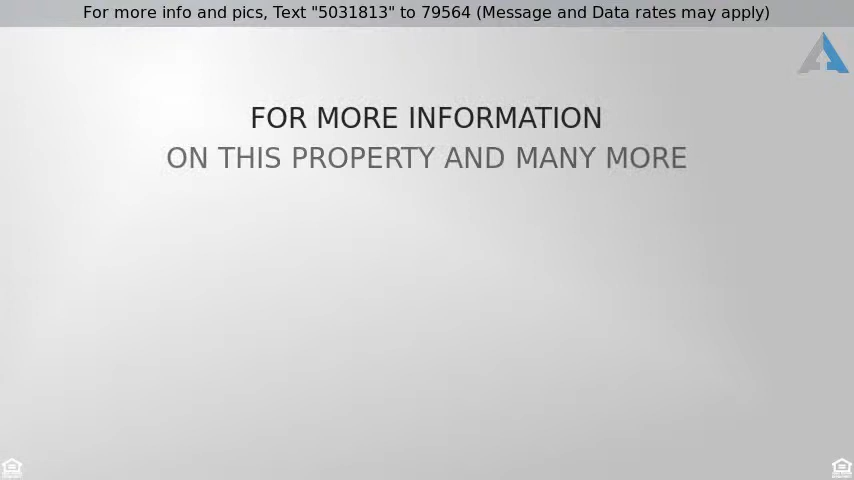 For more info and pics, Text "5031813" to 79564 (Message and Data rates may apply)
FOR MORE INFORMATION
ON THIS PROPERTY AND MANY MORE